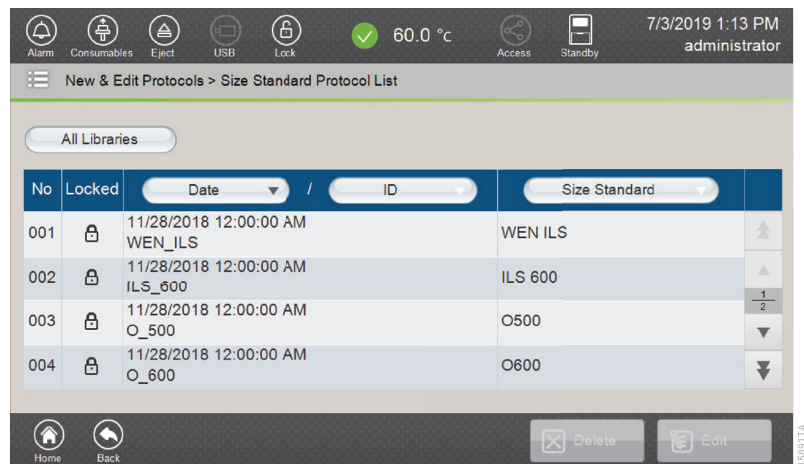 7/3/2019 1:13 PM
60.0 °c
administrator
Alarm Consumables Eject USB Lock Access Standby
New & Edit Protocols > Size Standard Protocol List
All Libraries
No Locked Date / ID Size Standard
11/28/2018 12:00:00 AM
001 WEN ILS
WEN_ILS
11/28/2018 12:00:00 AM
002 ILS 600
ILS_600
1
2
11/28/2018 12:00:00 AM
003 O500
O_500
11/28/2018 12:00:00 AM
004 O600
O_600
Delete Edit
Home Back